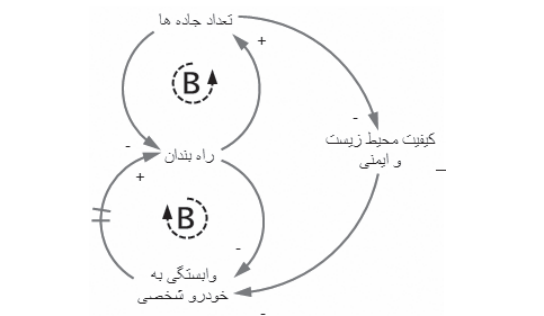 تعداد جاده ها
+
B
-
کیفیت محیط زیست
و ایمنی
-
راه بندان
+
B
-
وابستگی به
خودرو شخصی
-